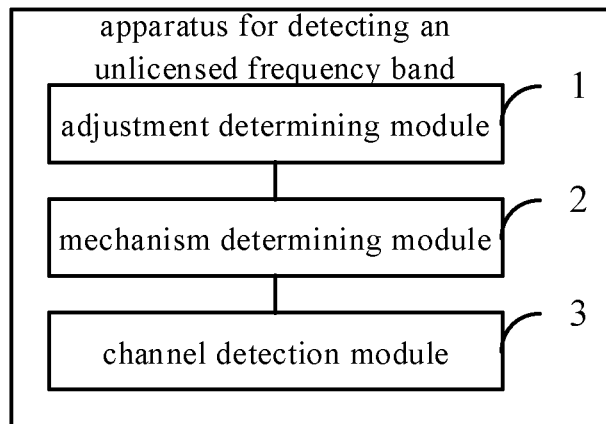 apparatus for detecting an
unlicensed frequency band
adjustment determining module
1
mechanism determining module
2
channel detection module
3